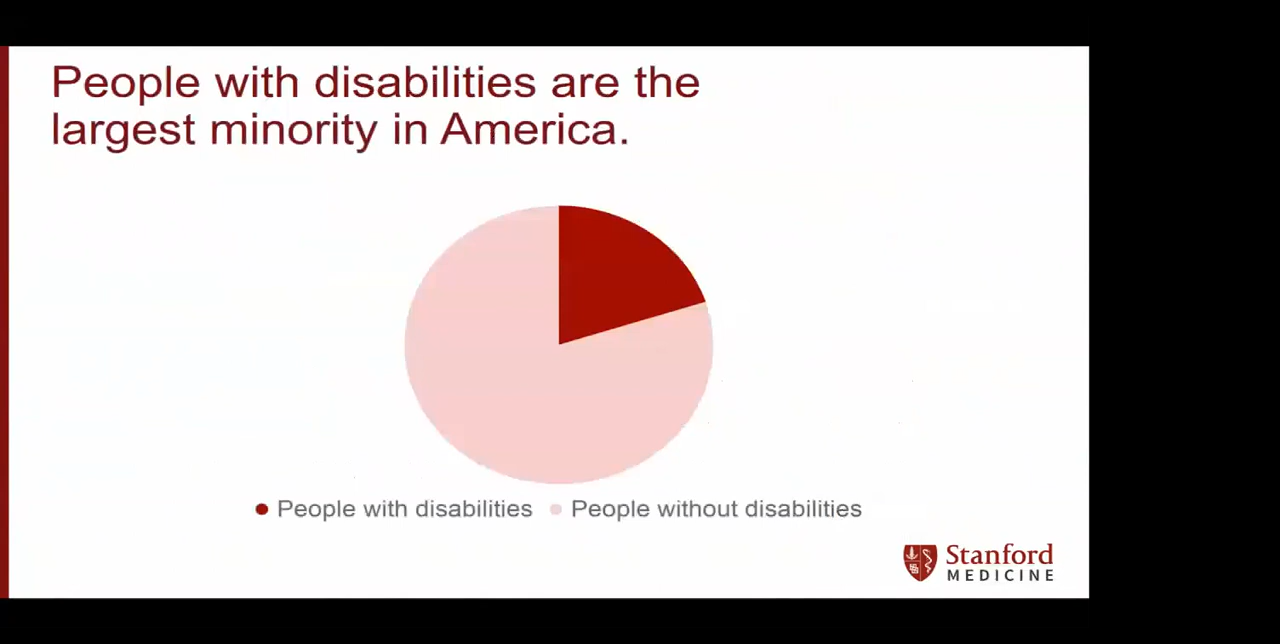 People with disabilities are the
largest minority in America.
People with disabilities People without disabilities
Stanford
MEDICINE